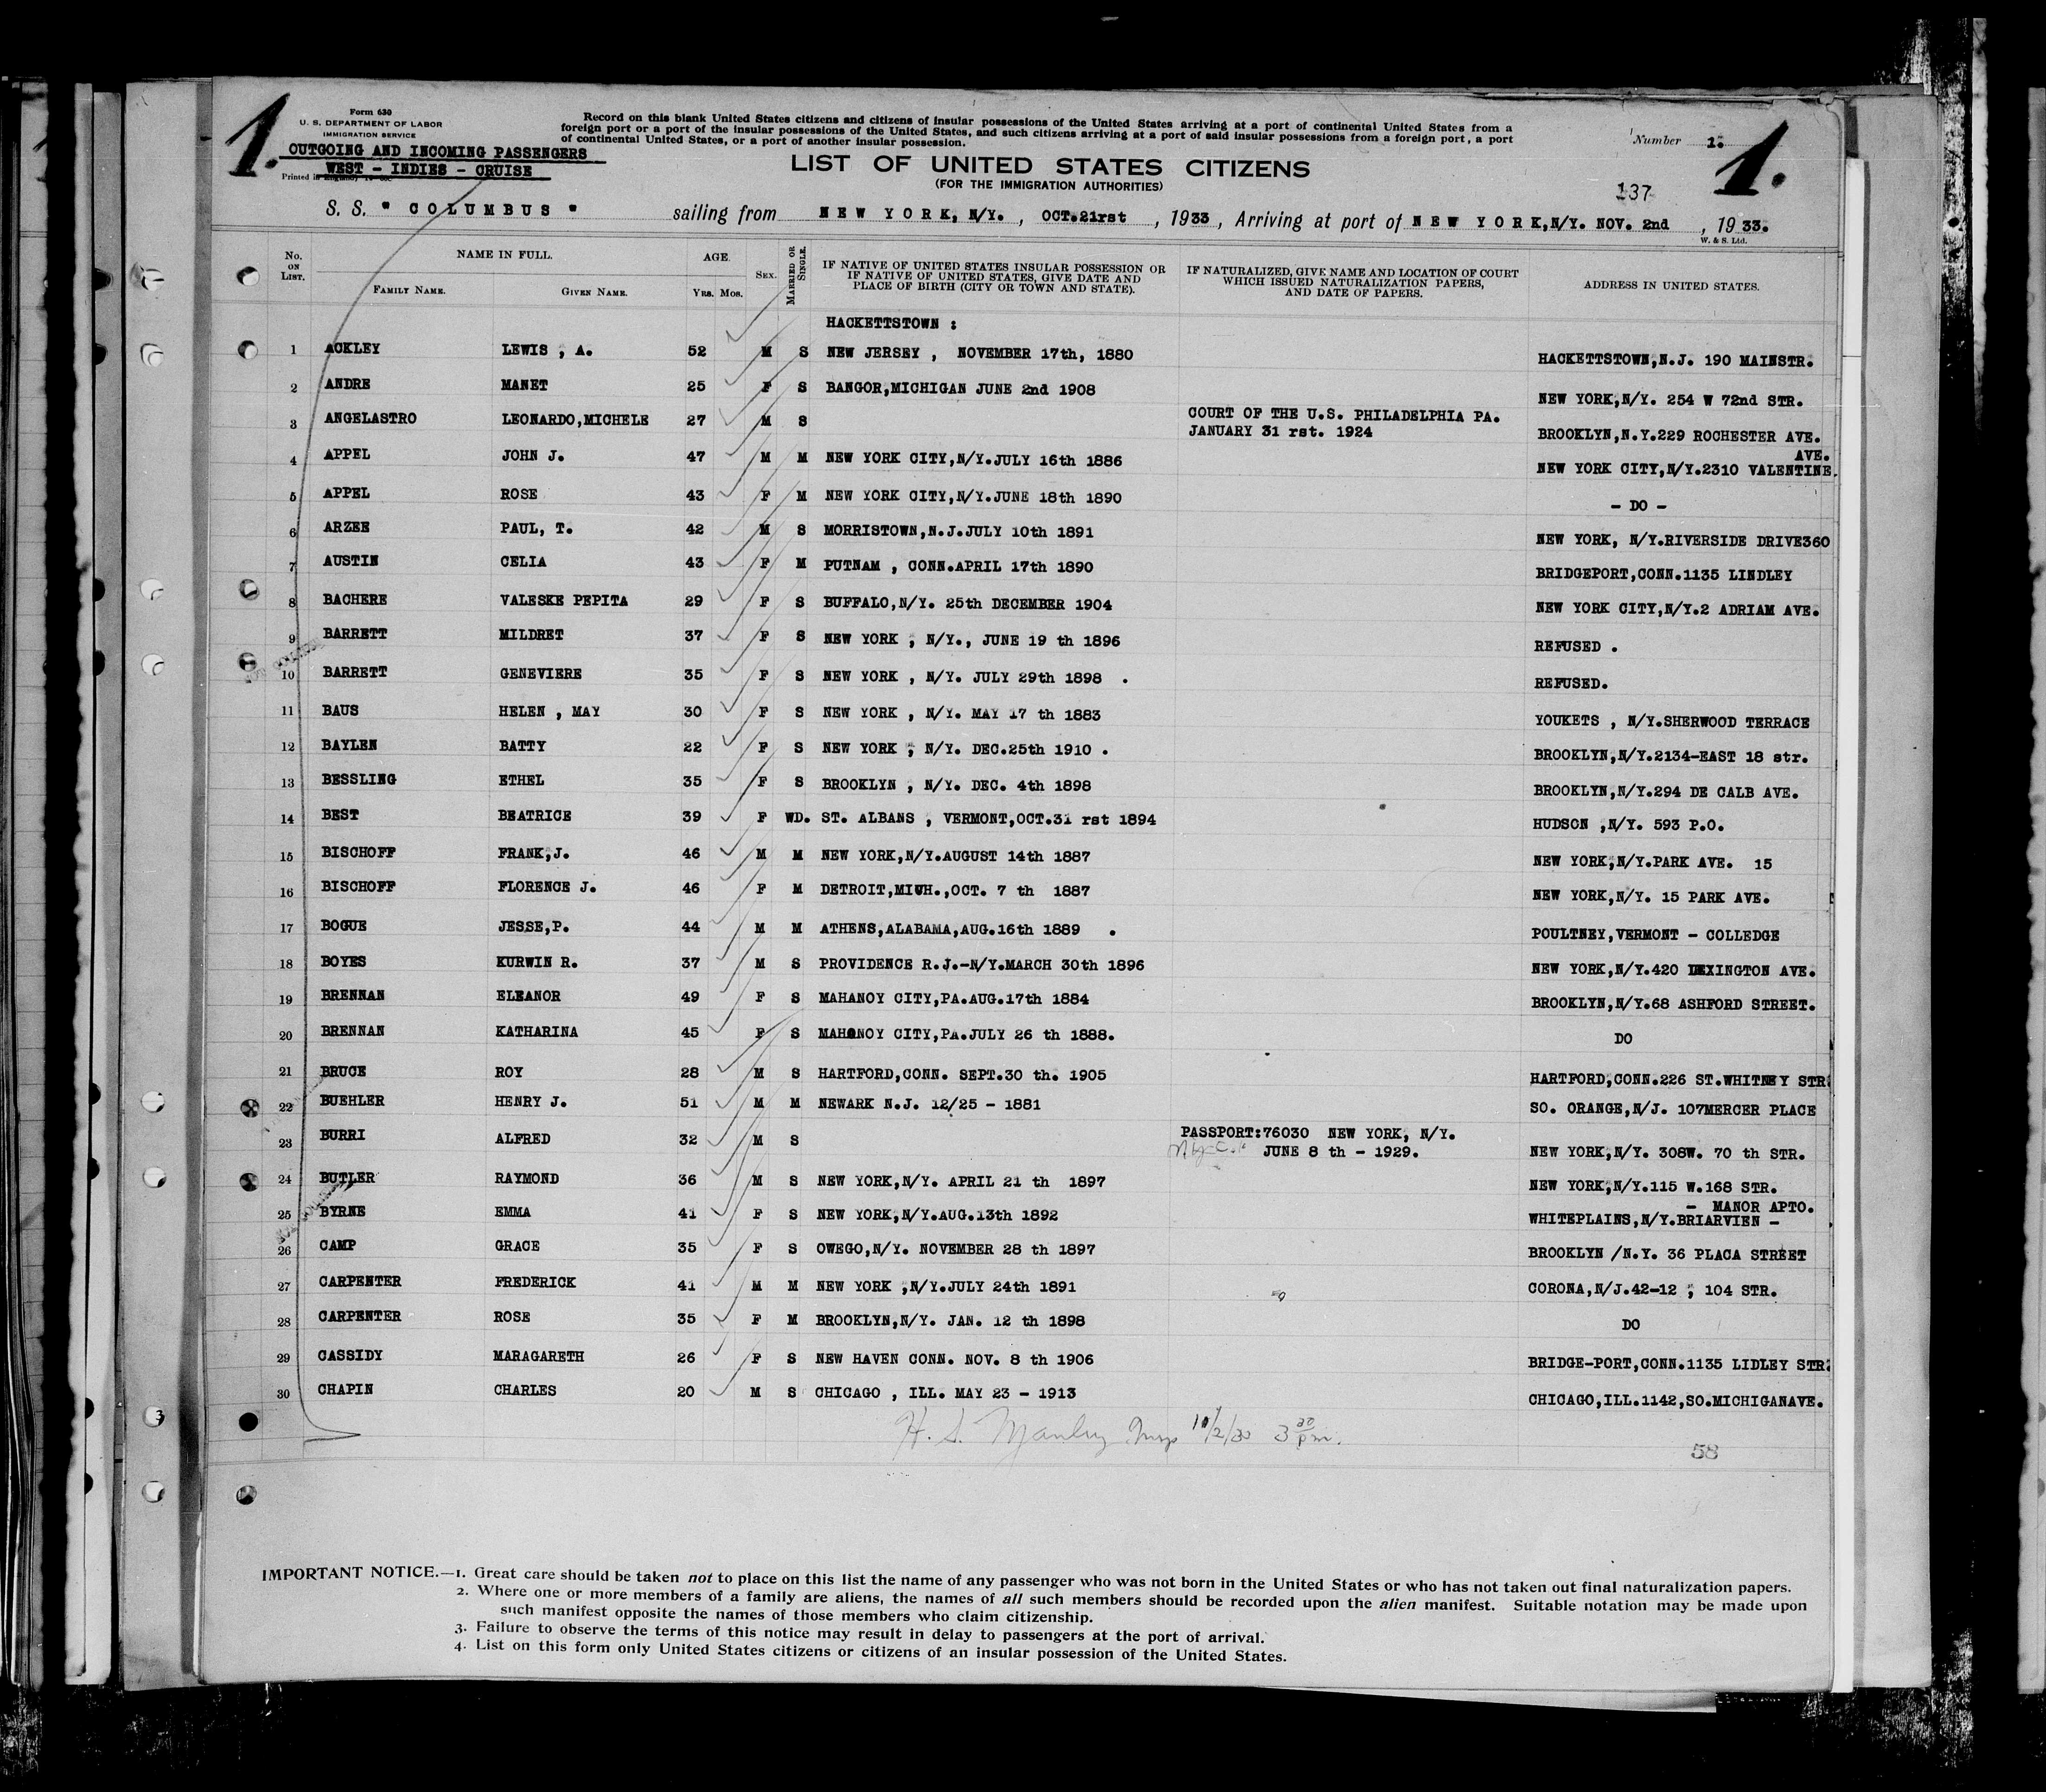 1.
Form 630
U. S. DEPARTMENT OF LABOR
IMMIGRATION SERVICE
OUTGOING AND INCOMING PASSENGERS
WEST - INDIES - CRUISE
Printed in England
Record on this blank United States citizens and citizens of insular possessions of the United States arriving at a port of continental United States from a
foreign port or a port of the insular possessions of the United States, and such citizens arriving at a port of said insular possessions from a foreign port, a port
of continental United States, or a port of another insular possession.
LIST OF UNITED STATES CITIZENS
(FOR THE IMMIGRATION AUTHORITIES)
Number 1.
1.
137
S. S. " COLUMBUS " sailing from NEW YORK, N/Y. , OCT.21rst , 1933 , Arriving at port of NEW YORK,N/Y. NOV. 2nd , 1933.
W. & S. Ltd.
No. ON LIST. NAME IN FULL. FAMILY NAME. GIVEN NAME. AGE. YRS. MOS. SEX. MARRIED OR SINGLE. IF NATIVE OF UNITED STATES INSULAR POSSESSION OR IF NATIVE OF UNITED STATES, GIVE DATE AND PLACE OF BIRTH (CITY OR TOWN AND STATE). IF NATURALIZED, GIVE NAME AND LOCATION OF COURT WHICH ISSUED NATURALIZATION PAPERS, AND DATE OF PAPERS. ADDRESS IN UNITED STATES.
HACKETTSTOWN :
1 ACKLEY LEWIS , A. 52 M S NEW JERSEY , NOVEMBER 17th, 1880 HACKETTSTOWN,N.J. 190 MAINSTR.
2 ANDRE MANET 25 F S BANGOR,MICHIGAN JUNE 2nd 1908 NEW YORK,N/Y. 254 W 72nd STR.
3 ANGELASTRO LEONARDO,MICHELE 27 M S COURT OF THE U.S. PHILADELPHIA PA. JANUARY 31 rst. 1924 BROOKLYN,N.Y.229 ROCHESTER AVE.
AVE.
4 APPEL JOHN J. 47 M M NEW YORK CITY,N/Y.JULY 16th 1886 NEW YORK CITY,N/Y.2310 VALENTINE.
5 APPEL ROSE 43 F M NEW YORK CITY,N/Y.JUNE 18th 1890 - DO -
6 ARZEE PAUL, T. 42 M S MORRISTOWN,N.J.JULY 10th 1891 NEW YORK, N/Y.RIVERSIDE DRIVE360
7 AUSTIN CELIA 43 F M PUTNAM , CONN.APRIL 17th 1890 BRIDGEPORT,CONN.1135 LINDLEY
8 BACHERE VALESKE PEPITA 29 F S BUFFALO,N/Y. 25th DECEMBER 1904 NEW YORK CITY,N/Y.2 ADRIAM AVE.
9 BARRETT MILDRET 37 F S NEW YORK , N/Y., JUNE 19 th 1896 REFUSED .
10 BARRETT GENEVIERE 35 F S NEW YORK , N/Y. JULY 29th 1898 . REFUSED.
11 BAUS HELEN , MAY 30 F S NEW YORK , N/Y. MAY 17 th 1883 YOUKETS , N/Y.SHERWOOD TERRACE
12 BAYLEN BATTY 22 F S NEW YORK , N/Y. DEC.25th 1910 . BROOKLYN,N/Y.2134-EAST 18 str.
13 BESSLING ETHEL 35 F S BROOKLYN , N/Y. DEC. 4th 1898 BROOKLYN,N/Y.294 DE CALB AVE.
14 BEST BEATRICE 39 F WD. ST. ALBANS , VERMONT,OCT.31 rst 1894 HUDSON ,N/Y. 593 P.O.
15 BISCHOFF FRANK,J. 46 M M NEW YORK,N/Y.AUGUST 14th 1887 NEW YORK,N/Y.PARK AVE. 15
16 BISCHOFF FLORENCE J. 46 F M DETROIT,MICH.,OCT. 7 th 1887 NEW YORK,N/Y. 15 PARK AVE.
17 BOGUE JESSE,P. 44 M M ATHENS,ALABAMA,AUG.16th 1889 . POULTNEY,VERMONT - COLLEDGE
18 BOYES KURWIN R. 37 M S PROVIDENCE R.J.-N/Y.MARCH 30th 1896 NEW YORK,N/Y.420 LEXINGTON AVE.
19 BRENNAN ELEANOR 49 F S MAHANOY CITY,PA.AUG.17th 1884 BROOKLYN,N/Y.68 ASHFORD STREET.
20 BRENNAN KATHARINA 45 F S MAHANOY CITY,PA.JULY 26 th 1888. DO
21 BRUCE ROY 28 M S HARTFORD,CONN. SEPT.30 th. 1905 HARTFORD,CONN.226 ST.WHITNEY STR.
22 BUEHLER HENRY J. 51 M M NEWARK N.J. 12/25 - 1881 SO. ORANGE,N/J. 107MERCER PLACE
23 BURRI ALFRED 32 M S PASSPORT:76030 NEW YORK, N/Y. JUNE 8 th - 1929. NEW YORK,N/Y. 308W. 70 th STR.
24 BUTLER RAYMOND 36 M S NEW YORK,N/Y. APRIL 21 th 1897 NEW YORK,N/Y.115 W.168 STR.
- MANOR APTO.
25 BYRNE EMMA 41 F S NEW YORK,N/Y.AUG.13th 1892 WHITEPLAINS,N/Y.BRIARVIEN -
26 CAMP GRACE 35 F S OWEGO,N/Y. NOVEMBER 28 th 1897 BROOKLYN /N.Y. 36 PLACA STREET
27 CARPENTER FREDERICK 41 M M NEW YORK ,N/Y.JULY 24th 1891 CORONA,N/J.42-12 , 104 STR.
28 CARPENTER ROSE 35 F M BROOKLYN,N/Y. JAN. 12 th 1898 DO
29 CASSIDY MARAGARETH 26 F S NEW HAVEN CONN. NOV. 8 th 1906 BRIDGE-PORT,CONN.1135 LIDLEY STR.
30 CHAPIN CHARLES 20 M S CHICAGO , ILL. MAY 23 - 1913 CHICAGO,ILL.1142,SO.MICHIGANAVE.
H. S. Manley 3 30 pm.
58
IMPORTANT NOTICE.—1. Great care should be taken not to place on this list the name of any passenger who was not born in the United States or who has not taken out final naturalization papers.
2. Where one or more members of a family are aliens, the names of all such members should be recorded upon the alien manifest. Suitable notation may be made upon
such manifest opposite the names of those members who claim citizenship.
3. Failure to observe the terms of this notice may result in delay to passengers at the port of arrival.
4. List on this form only United States citizens or citizens of an insular possession of the United States.